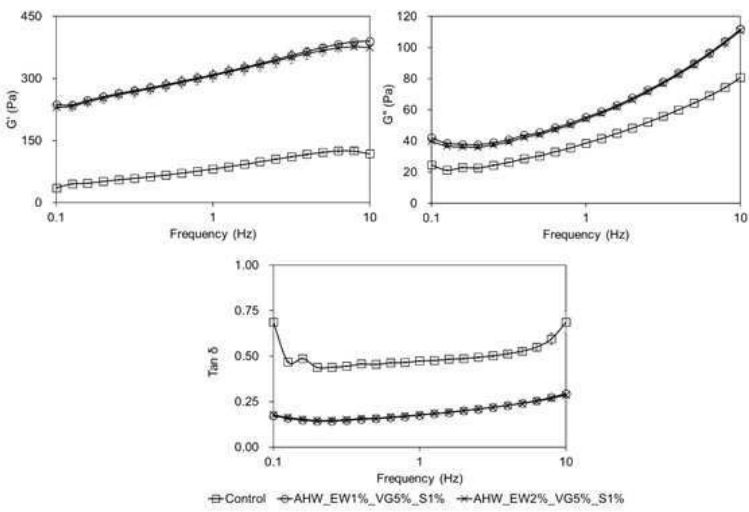 450
300
150
0
G' (Pa)
0.1 1 10
Frequency (Hz)
120
100
80
60
40
20
0
G" (Pa)
0.1 1 10
Frequency (Hz)
1.00
0.75
0.50
0.25
0.00
Tan δ
0.1 1 10
Frequency (Hz)
Control AHW_EW1%_VG5%_S1% AHW_EW2%_VG5%_S1%